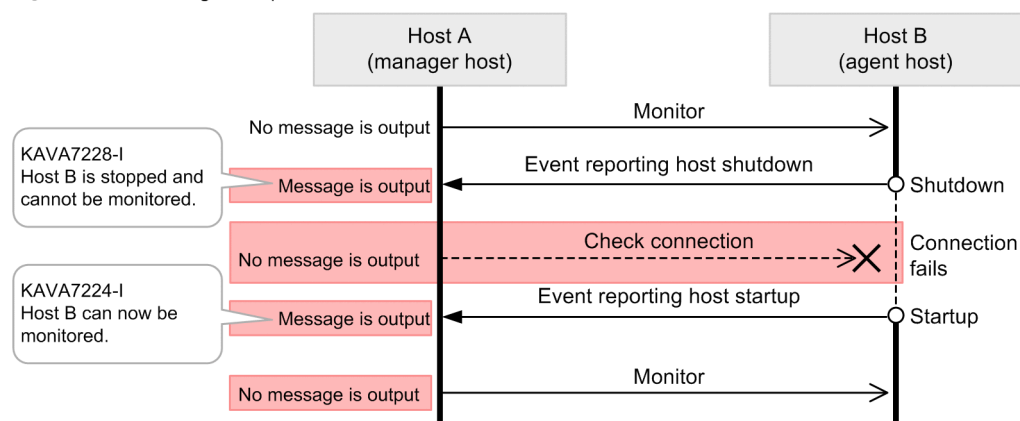 Host A
(manager host)
Host B
(agent host)
No message is output
Monitor
KAVA7228-I
Host B is stopped and
cannot be monitored.
Message is output
Event reporting host shutdown
Shutdown
No message is output
Check connection
Connection
fails
KAVA7224-I
Host B can now be
monitored.
Message is output
Event reporting host startup
Startup
No message is output
Monitor